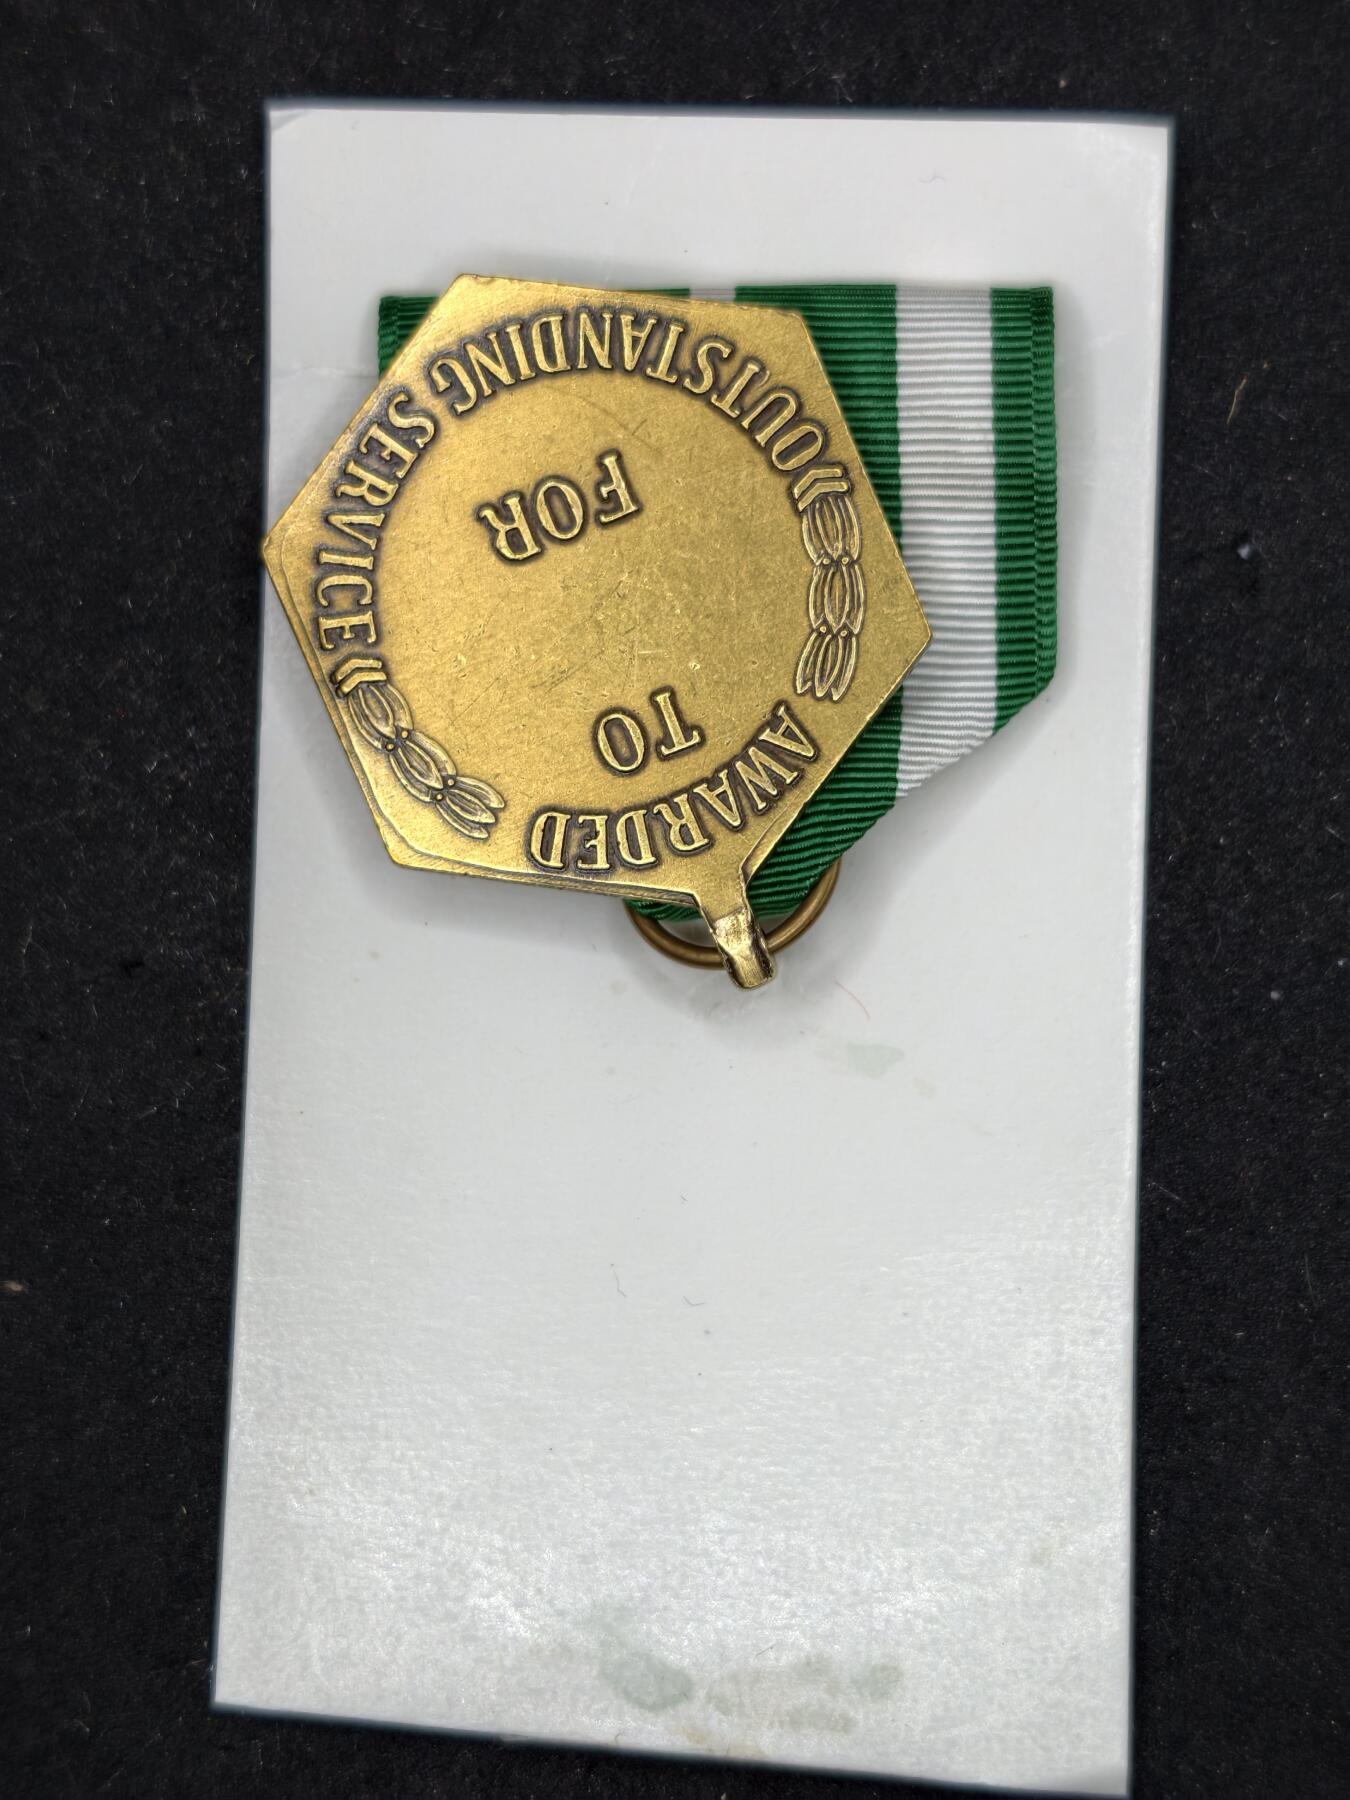 AWARDED
TO
FOR
OUTSTANDING SERVICE